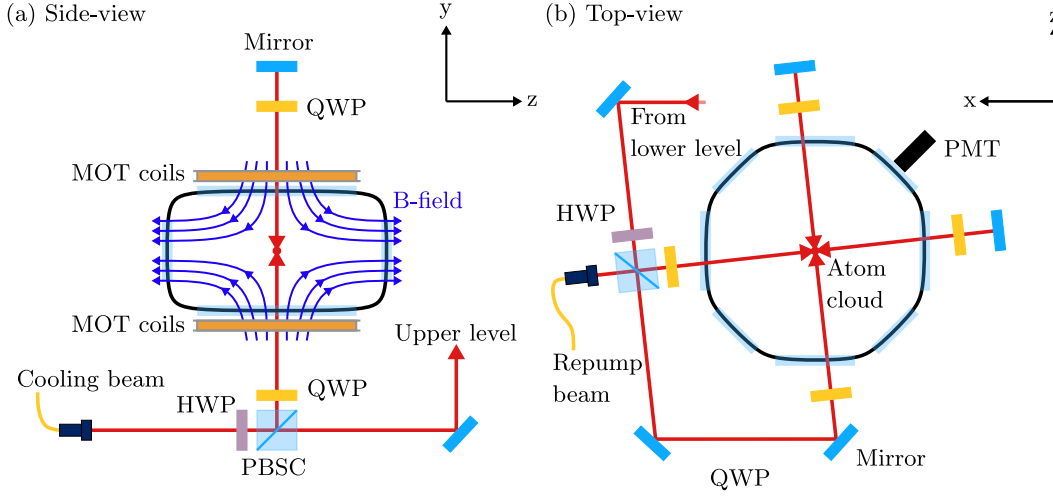 (a) Side-view
Mirror
y
z
QWP
MOT coils
B-field
MOT coils
Upper level
Cooling beam
QWP
HWP
PBSC
(b) Top-view
x
From
lower level
PMT
HWP
Atom
cloud
Repump
beam
Mirror
QWP